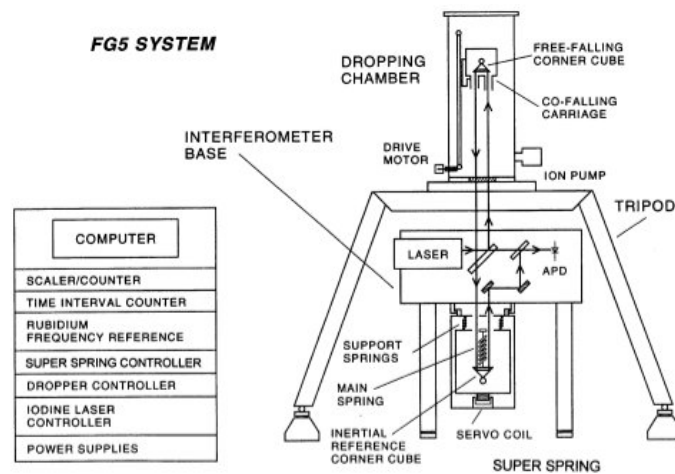 FG5 SYSTEM
DROPPING
CHAMBER
FREE-FALLING
CORNER CUBE
CO-FALLING
CARRIAGE
INTERFEROMETER
BASE
DRIVE
MOTOR
ION PUMP
TRIPOD
COMPUTER
SCALER/COUNTER
TIME INTERVAL COUNTER
RUBIDIUM
FREQUENCY REFERENCE
SUPER SPRING CONTROLLER
DROPPER CONTROLLER
IODINE LASER
CONTROLLER
POWER SUPPLIES
LASER
APD
SUPPORT
SPRINGS
MAIN
SPRING
INERTIAL
REFERENCE
CORNER CUBE
SERVO COIL
SUPER SPRING